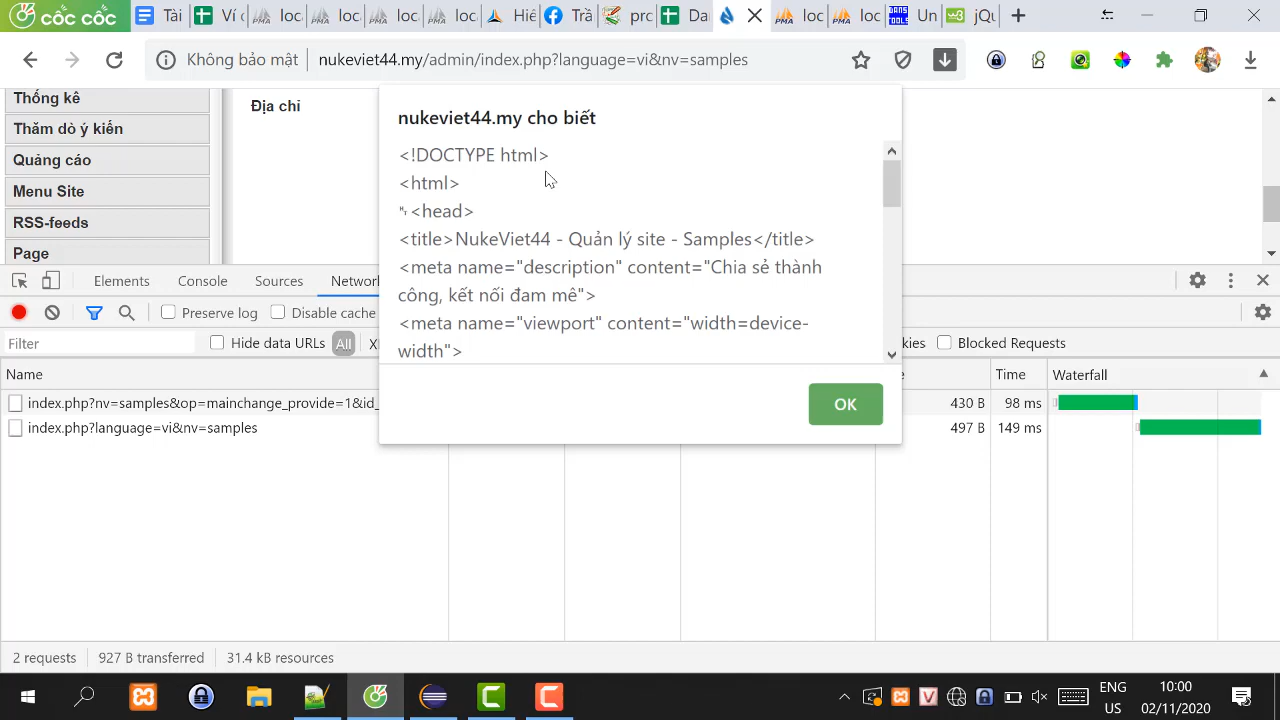 cốc cốc
Tài
Ví d
loc
loc
loc
loc
Hiể
Trà
prc
Da
loc
Un
jQu
Không bảo mật
nukeviet44.my/admin/index.php?language=vi&nv=samples
Thống kê
Thăm dò ý kiến
Quảng cáo
Menu Site
RSS-feeds
Page
Địa chỉ
nukeviet44.my cho biết
<!DOCTYPE html>
<html>
<head>
<title>NukeViet44 - Quản lý site - Samples</title>
<meta name="description" content="Chia sẻ thành
công, kết nối đam mê">
<meta name="viewport" content="width=device-
width">
OK
Elements
Console
Sources
Network
Preserve log
Disable cache
Filter
Hide data URLs
All
Blocked Requests
Name
Time
Waterfall
index.php?nv=samples&op=mainchange_provide=1&id_
430 B
98 ms
index.php?language=vi&nv=samples
497 B
149 ms
2 requests
927 B transferred
31.4 kB resources
ENG
US
10:00
02/11/2020